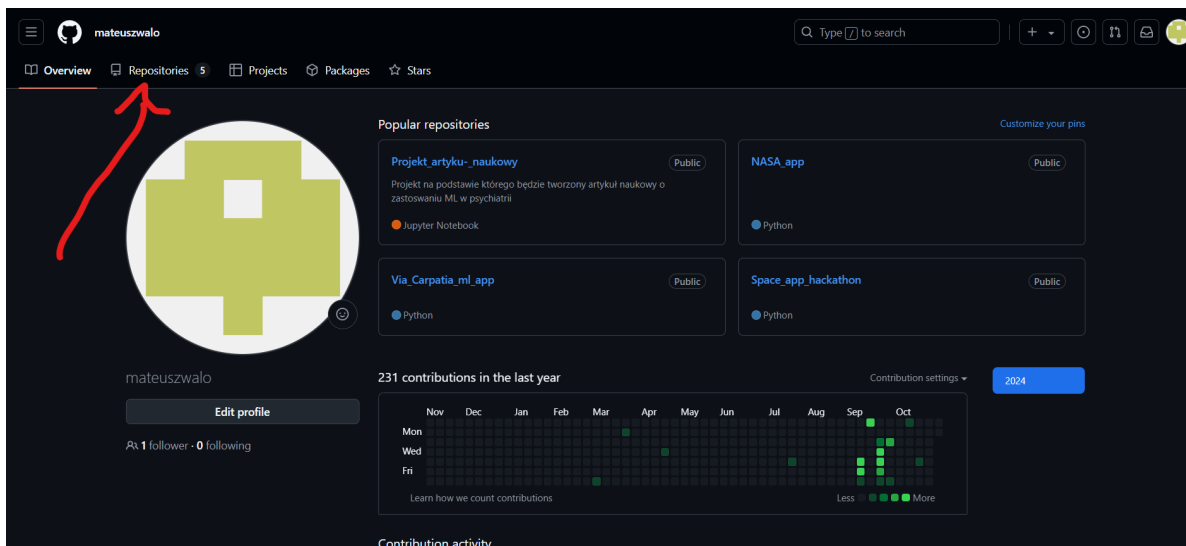 mateuszwalo
Type / to search
Overview Repositories 5 Projects Packages Stars
Popular repositories
Customize your pins
Projekt_artyku-_naukowy Public
Projekt na podstawie którego będzie tworzony artykuł naukowy o
zastosowaniu ML w psychiatrii
Jupyter Notebook
NASA_app Public
Python
Via_Carpatia_ml_app Public
Python
Space_app_hackathon Public
Python
mateuszwalo
Edit profile
1 follower · 0 following
231 contributions in the last year
Contribution settings
2024
Nov Dec Jan Feb Mar Apr May Jun Jul Aug Sep Oct
Mon
Wed
Fri
Learn how we count contributions
Less More
Contribution activity